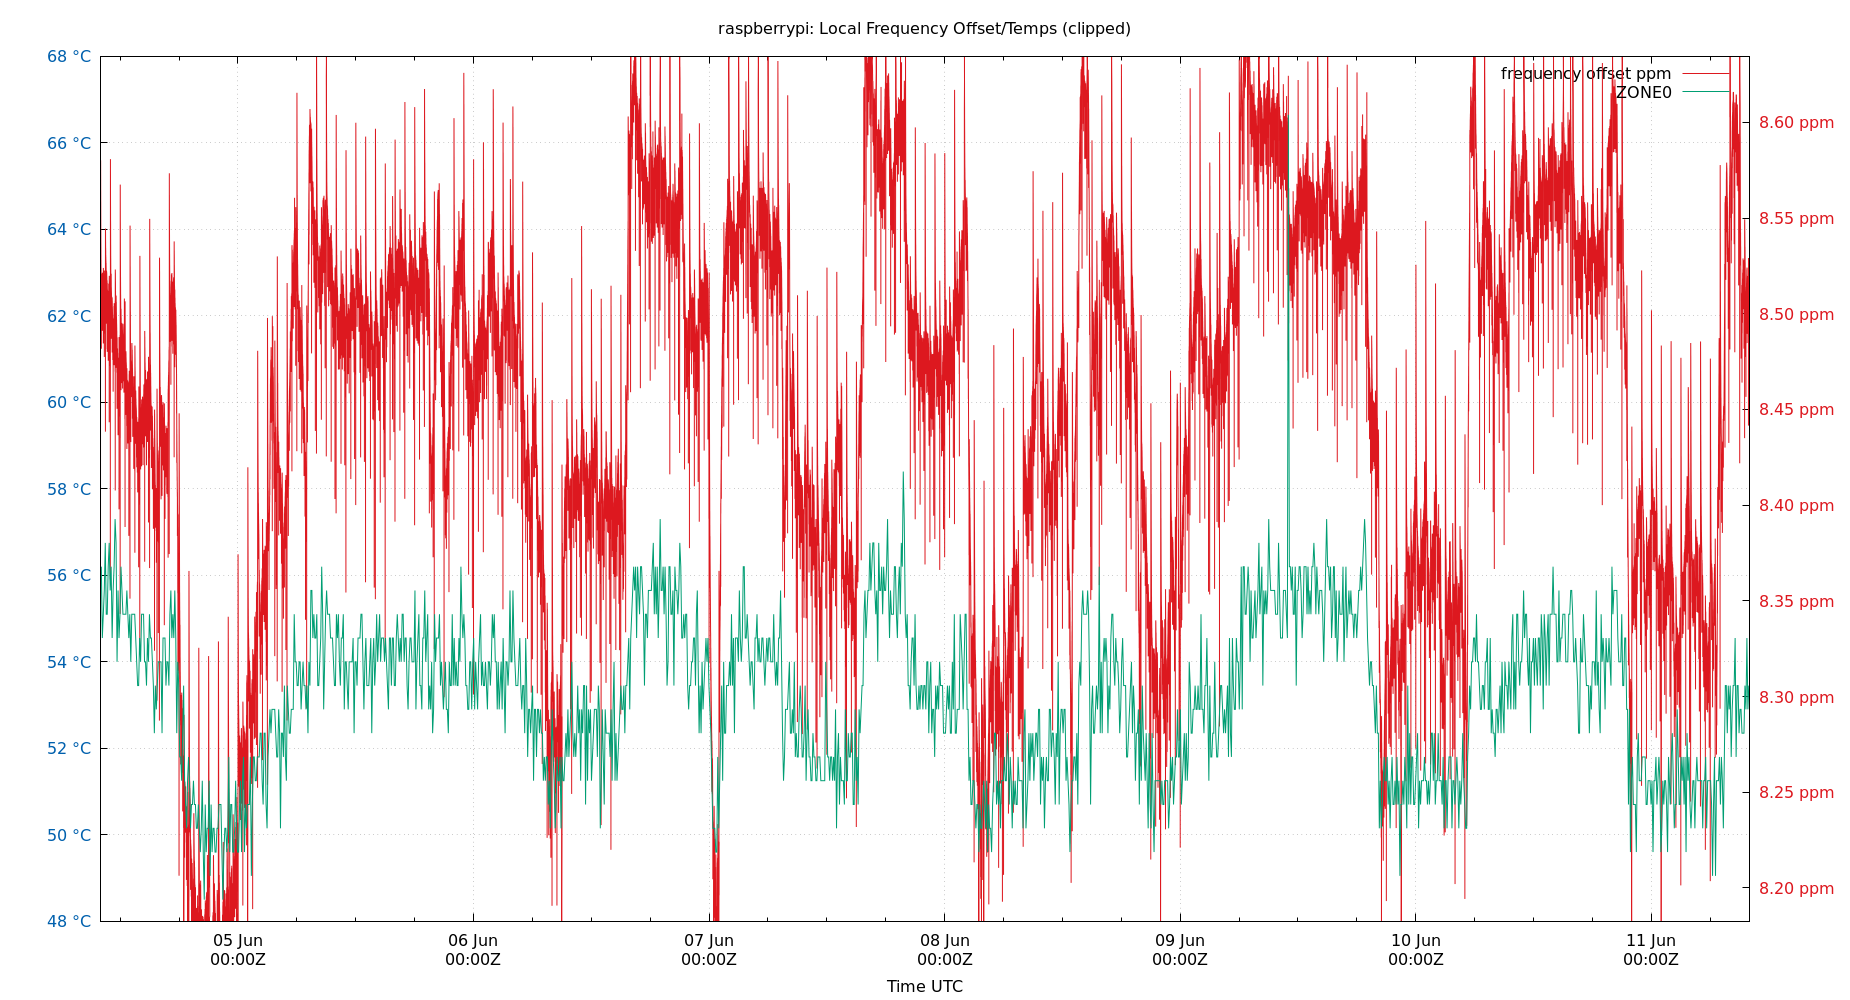 raspberrypi: Local Frequency Offset/Temps (clipped)
68 °C
66 °C
64 °C
62 °C
60 °C
58 °C
56 °C
54 °C
52 °C
50 °C
48 °C
frequency offset ppm
ZONE0
8.60 ppm
8.55 ppm
8.50 ppm
8.45 ppm
8.40 ppm
8.35 ppm
8.30 ppm
8.25 ppm
8.20 ppm
05 Jun
00:00Z
06 Jun
00:00Z
07 Jun
00:00Z
08 Jun
00:00Z
09 Jun
00:00Z
10 Jun
00:00Z
11 Jun
00:00Z
Time UTC